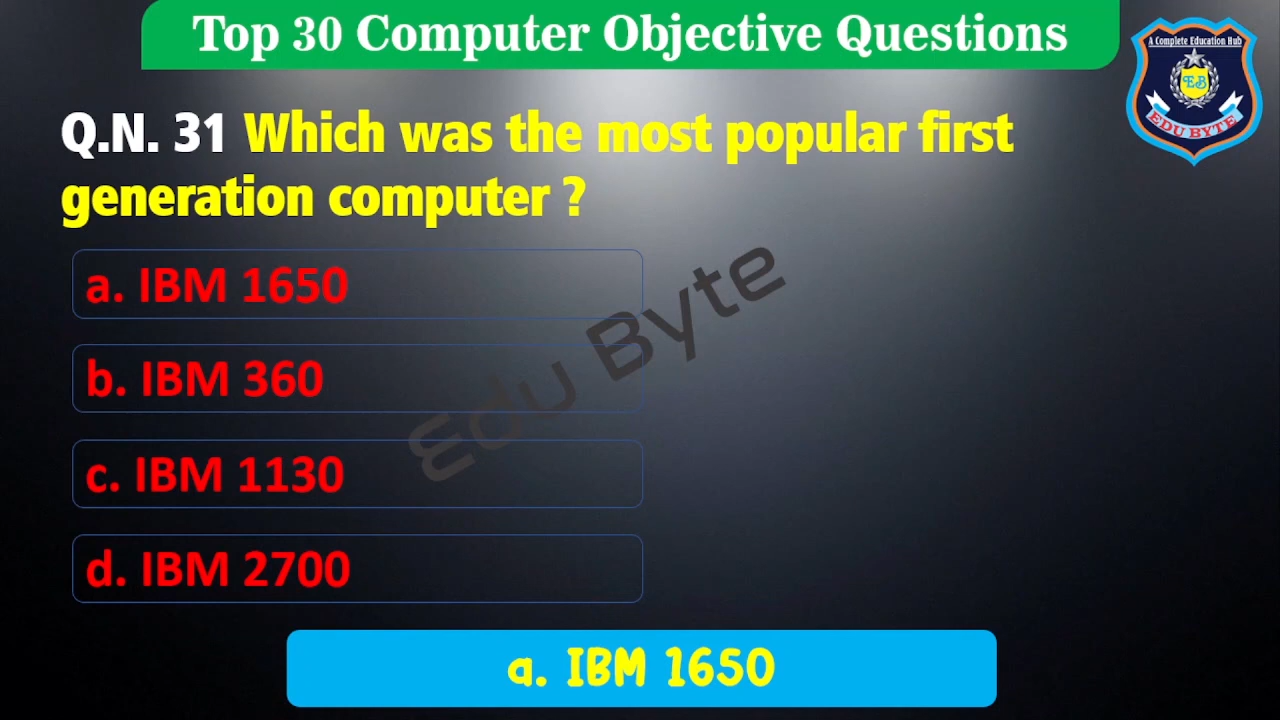 Top 30 Computer Objective Questions
A Complete Education Hub
EB
EDU BYTE
Q.N. 31 Which was the most popular first
generation computer ?
a. IBM 1650
b. IBM 360
c. IBM 1130
d. IBM 2700
Edu Byte
a. IBM 1650